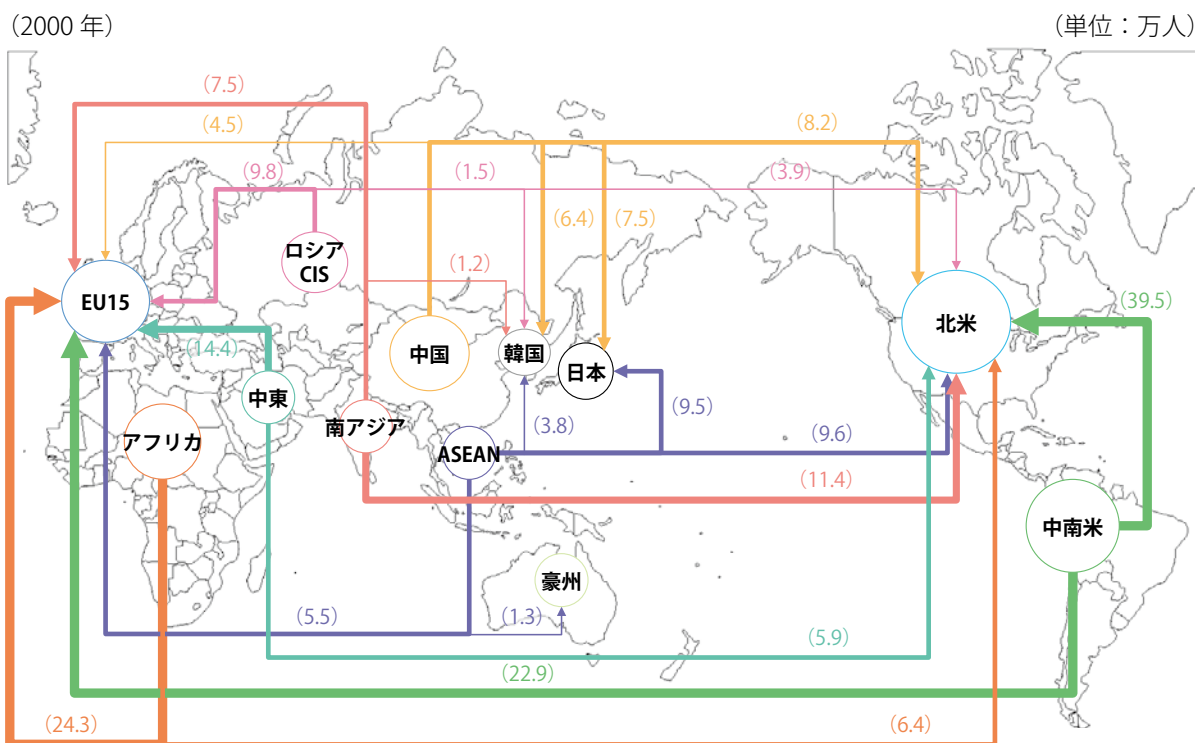 （2000 年）
（単位：万人）
（7.5）
（4.5）
（8.2）
（9.8）
（1.5）
（3.9）
（6.4）
（7.5）
ロシア
CIS
（1.2）
EU15
（39.5）
北米
（14.4）
中国
韓国
日本
中東
南アジア
アフリカ
（3.8）
（9.5）
ASEAN
（9.6）
（11.4）
中南米
豪州
（5.5）
（1.3）
（5.9）
（22.9）
（24.3）
（6.4）